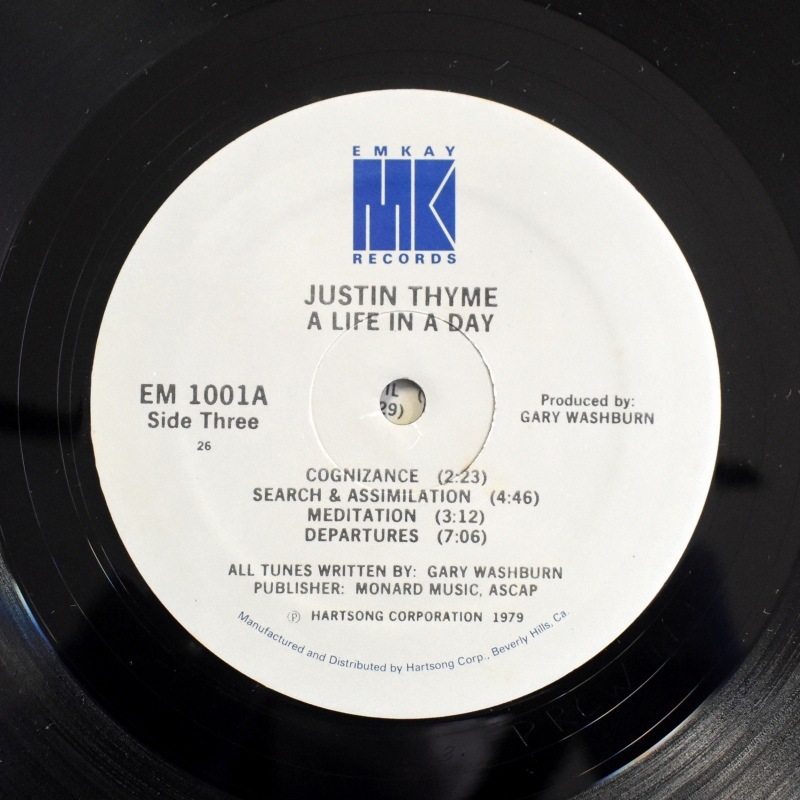 EMKAY
MK
RECORDS
JUSTIN THYME
A LIFE IN A DAY
EM 1001A
Side Three
26
Produced by:
GARY WASHBURN
29)
COGNIZANCE (2:23)
SEARCH & ASSIMILATION (4:46)
MEDITATION (3:12)
DEPARTURES (7:06)
ALL TUNES WRITTEN BY: GARY WASHBURN
PUBLISHER: MONARD MUSIC, ASCAP
Ⓟ HARTSONG CORPORATION 1979
Manufactured and Distributed by Hartsong Corp., Beverly Hills, Ca.